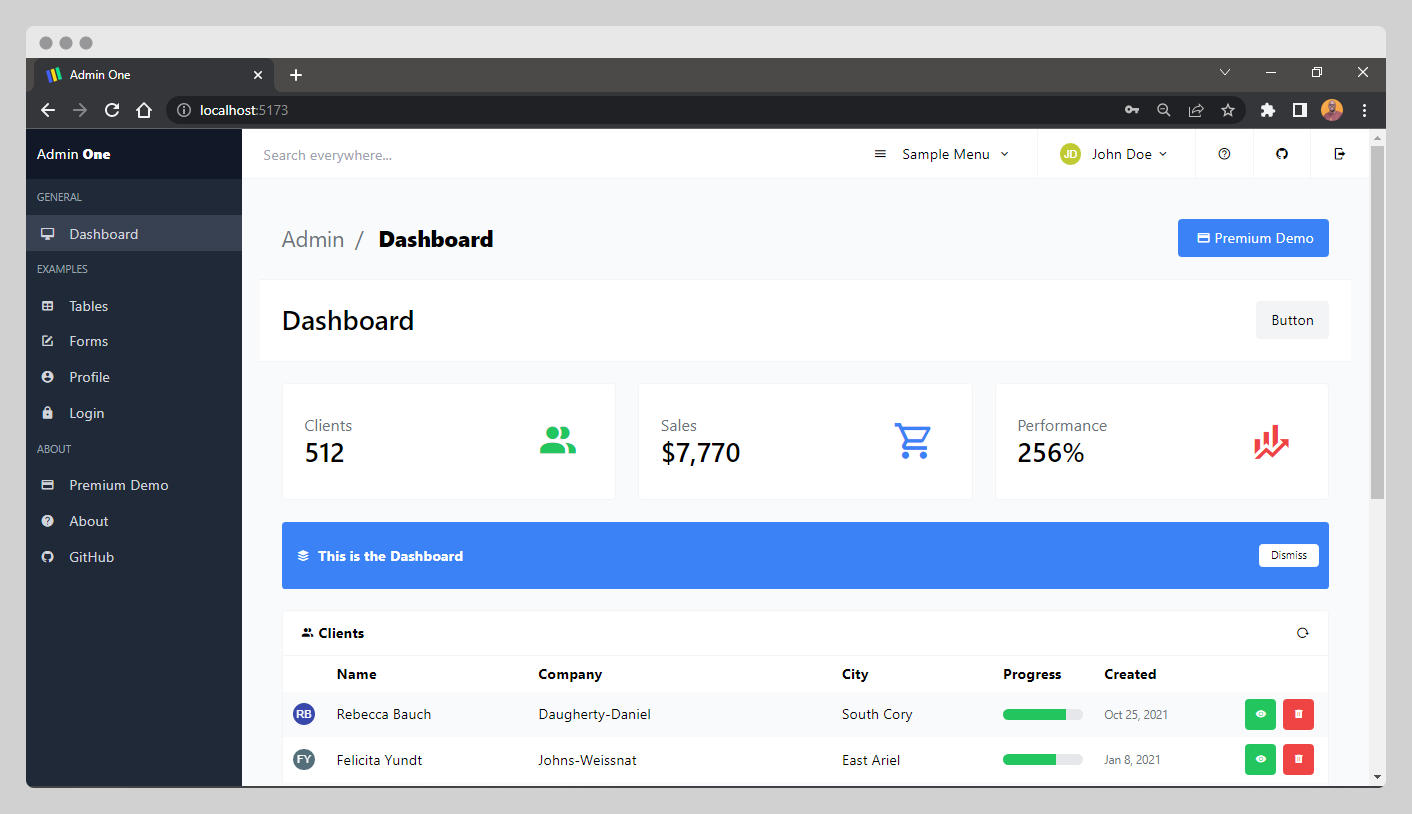 Admin One
localhost:5173
Admin One
Search everywhere...
Sample Menu
JD
John Doe
GENERAL
Dashboard
EXAMPLES
Tables
Forms
Profile
Login
ABOUT
Premium Demo
About
GitHub
Admin / Dashboard
Premium Demo
Dashboard
Button
Clients
512
Sales
$7,770
Performance
256%
This is the Dashboard
Dismiss
Clients
Name Company City Progress Created
RB Rebecca Bauch Daugherty-Daniel South Cory Oct 25, 2021
FY Felicita Yundt Johns-Weissnat East Ariel Jan 8, 2021